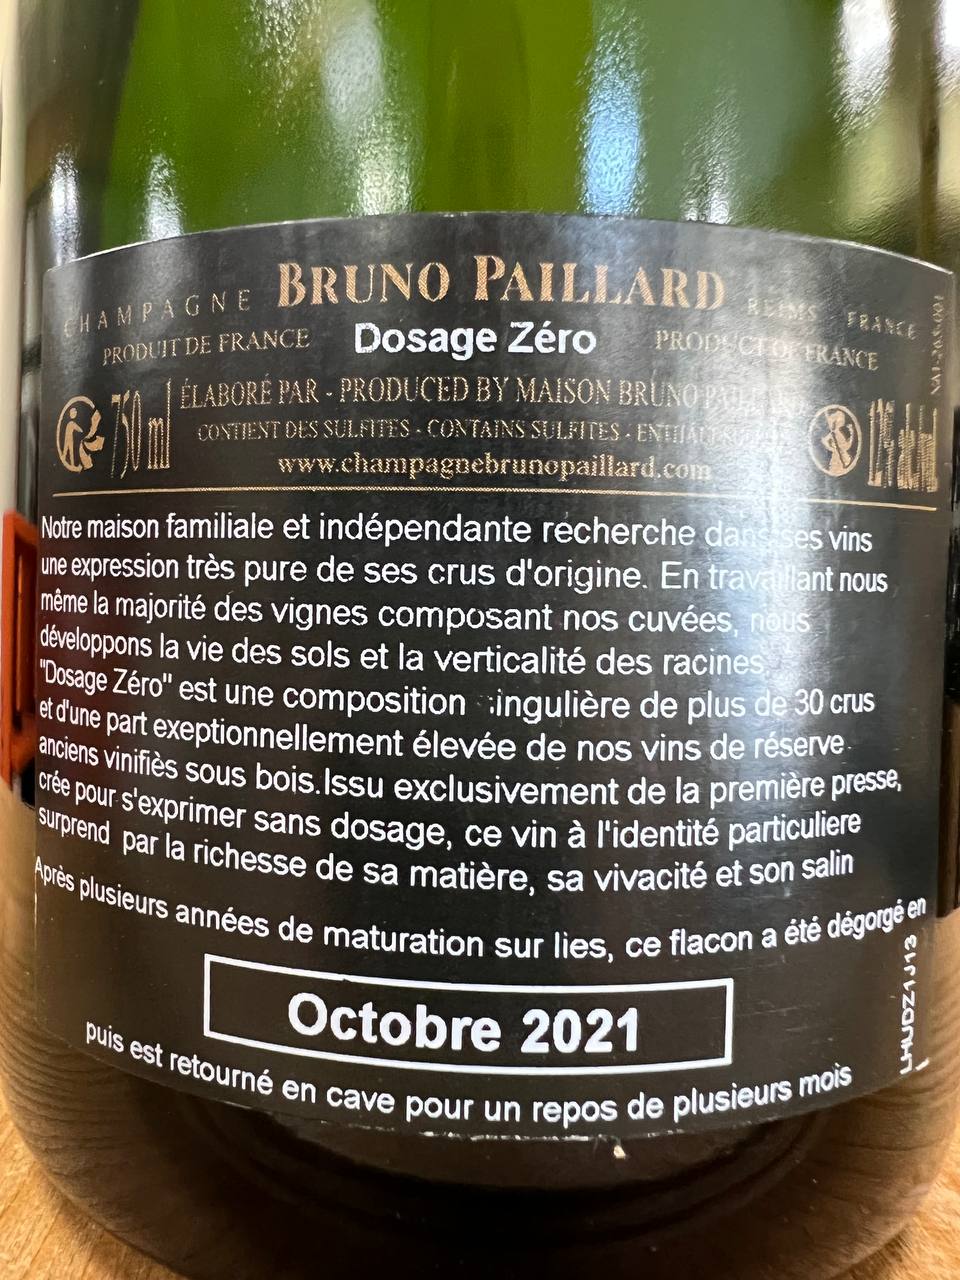 CHAMPAGNE BRUNO PAILLARD REIMS FRANCE
PRODUIT DE FRANCE Dosage Zéro PRODUCT OF FRANCE
ÉLABORÉ PAR - PRODUCED BY MAISON BRUNO PAILLARD
750 ml CONTIENT DES SULFITES - CONTAINS SULFITES - ENTHÄLT
www.champagnebrunopaillard.com
Notre maison familiale et indépendante recherche dans ses vins
une expression très pure de ses crus d'origine. En travaillant nous
même la majorité des vignes composant nos cuvées, nous
développons la vie des sols et la verticalité des racines.
"Dosage Zéro" est une composition singulière de plus de 30 crus
et d'une part exeptionnellement élevée de nos vins de réserve
anciens vinifiès sous bois.Issu exclusivement de la première presse,
crée pour s'exprimer sans dosage, ce vin à l'identité particuliere
surprend par la richesse de sa matière, sa vivacité et son salin
Après plusieurs années de maturation sur lies, ce flacon a été dégorgé en
Octobre 2021
puis est retourné en cave pour un repos de plusieurs mois
LHUDZ1J13